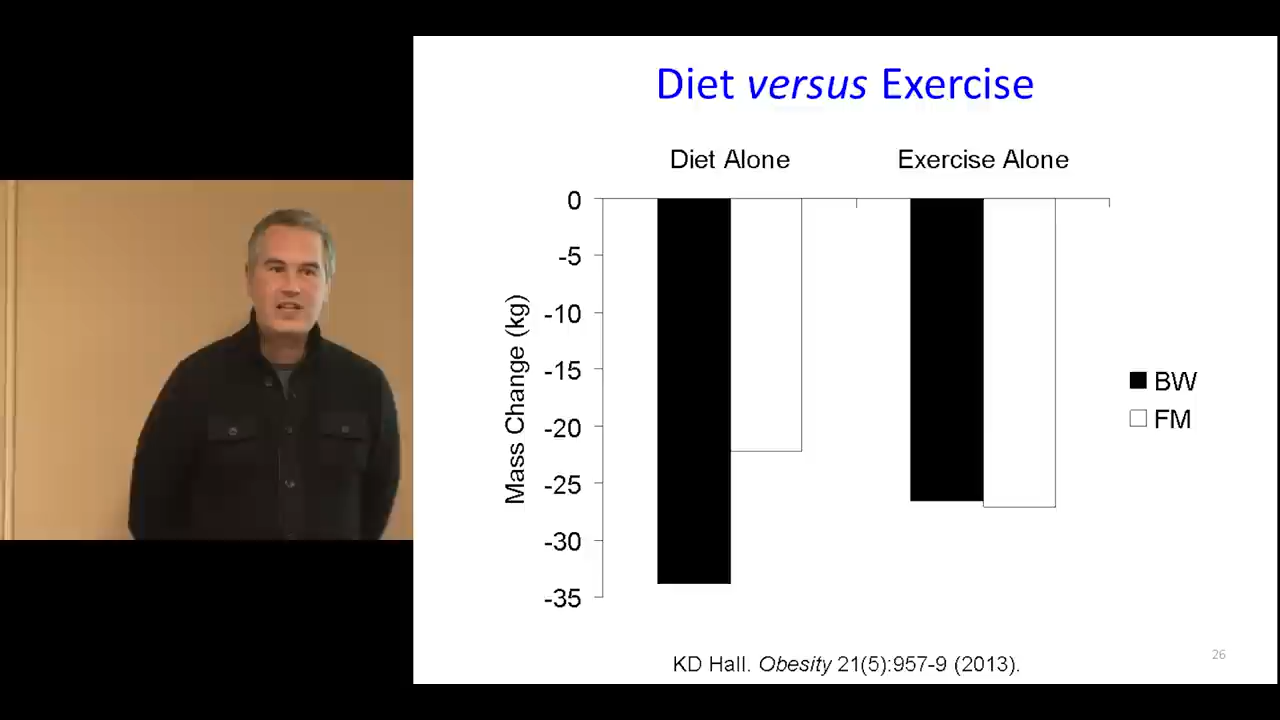 Diet versus Exercise
Diet Alone
Exercise Alone
0
-5
-10
-15
-20
-25
-30
-35
Mass Change (kg)
BW
FM
KD Hall. Obesity 21(5):957-9 (2013).
26